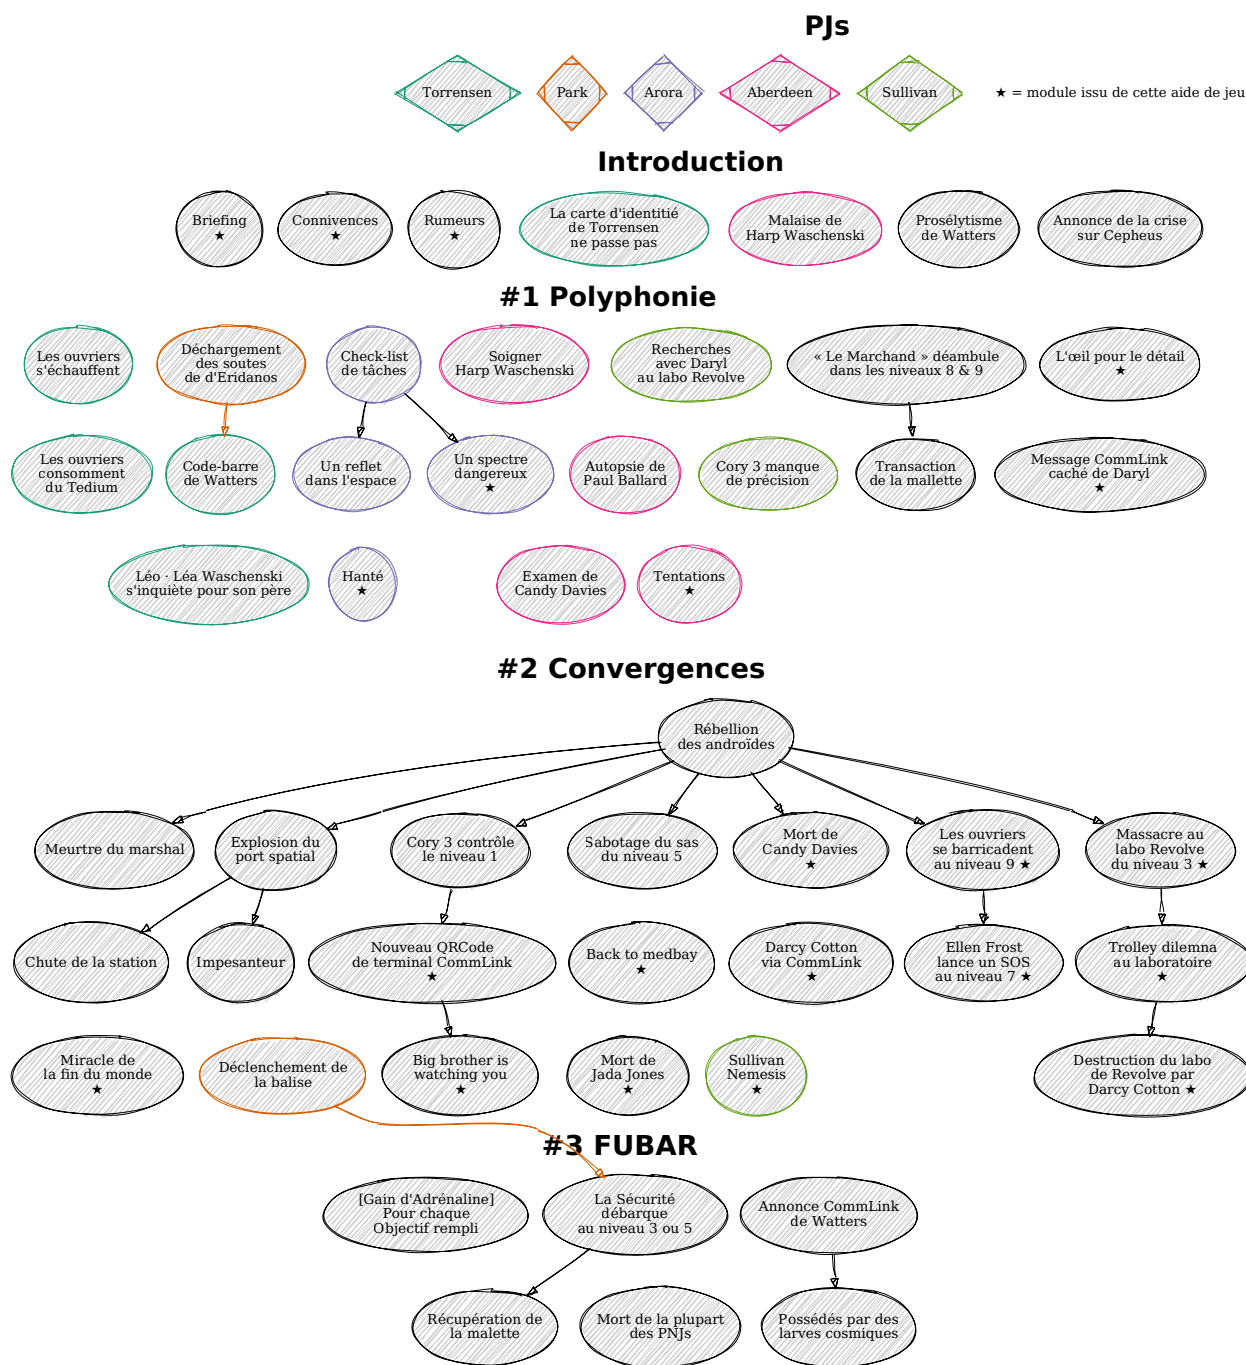 PJs
Torrensen
Park
Arora
Aberdeen
Sullivan
★ = module issu de cette aide de jeu
Introduction
Briefing
★
Connivences
★
Rumeurs
★
La carte d'identitié
de Torrensen
ne passe pas
Malaise de
Harp Waschenski
Prosélytisme
de Watters
Annonce de la crise
sur Cepheus
#1 Polyphonie
Les ouvriers
s'échauffent
Déchargement
des soutes
de d'Eridanos
Check-list
de tâches
Soigner
Harp Waschenski
Recherches
avec Daryl
au labo Revolve
« Le Marchand » déambule
dans les niveaux 8 & 9
L'œil pour le détail
★
Les ouvriers
consomment
du Tedium
Code-barre
de Watters
Un reflet
dans l'espace
Un spectre
dangereux
★
Autopsie de
Paul Ballard
Cory 3 manque
de précision
Transaction
de la mallette
Message CommLink
caché de Daryl
★
Léo · Léa Waschenski
s'inquiète pour son père
Hanté
★
Examen de
Candy Davies
Tentations
★
#2 Convergences
Rébellion
des androïdes
Meurtre du marshal
Explosion du
port spatial
Cory 3 contrôle
le niveau 1
Sabotage du sas
du niveau 5
Mort de
Candy Davies
★
Les ouvriers
se barricadent
au niveau 9 ★
Massacre au
labo Revolve
du niveau 3 ★
Chute de la station
Impesanteur
Nouveau QRCode
de terminal CommLink
★
Back to medbay
★
Darcy Cotton
via CommLink
★
Ellen Frost
lance un SOS
au niveau 7 ★
Trolley dilemna
au laboratoire
★
Miracle de
la fin du monde
★
Déclenchement de
la balise
Big brother is
watching you
★
Mort de
Jada Jones
★
Sullivan
Nemesis
★
Destruction du labo
de Revolve par
Darcy Cotton ★
#3 FUBAR
[Gain d'Adrénaline]
Pour chaque
Objectif rempli
La Sécurité
débarque
au niveau 3 ou 5
Annonce CommLink
de Watters
Récupération de
la malette
Mort de la plupart
des PNJs
Possédés par des
larves cosmiques